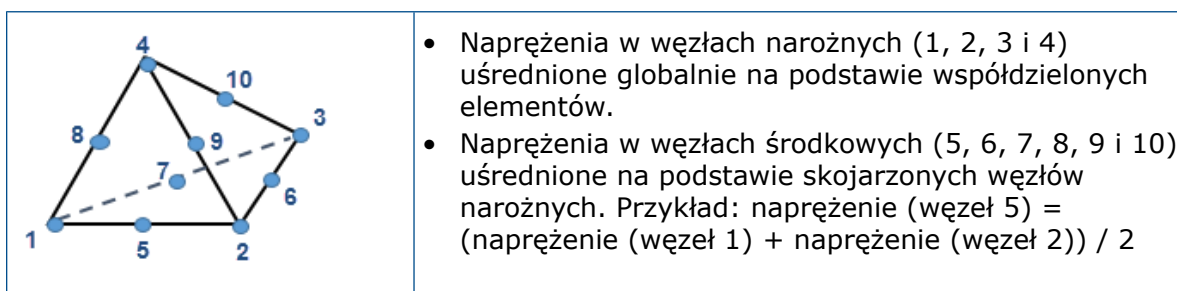 4
10
3
8
9
7
6
1
5
2
• Naprężenia w węzłach narożnych (1, 2, 3 i 4)
uśrednione globalnie na podstawie współdzielonych
elementów.
• Naprężenia w węzłach środkowych (5, 6, 7, 8, 9 i 10)
uśrednione na podstawie skojarzonych węzłów
narożnych. Przykład: naprężenie (węzeł 5) =
(naprężenie (węzeł 1) + naprężenie (węzeł 2)) / 2